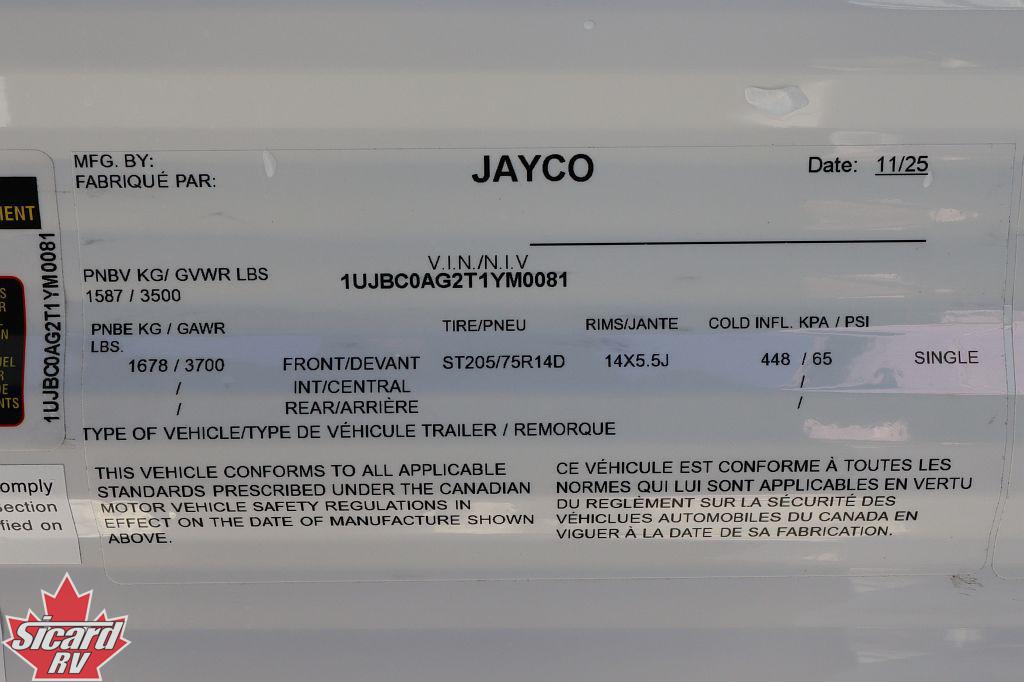 MFG. BY:
FABRIQUÉ PAR:
JAYCO
Date: 11/25
V.I.N./N.I.V
1UJBC0AG2T1YM0081
PNBV KG/ GVWR LBS
1587 / 3500
PNBE KG / GAWR
LBS.
TIRE/PNEU RIMS/JANTE COLD INFL. KPA / PSI
1678 / 3700 FRONT/DEVANT ST205/75R14D 14X5.5J 448 / 65 SINGLE
/ INT/CENTRAL /
/ REAR/ARRIÈRE /
TYPE OF VEHICLE/TYPE DE VÉHICULE TRAILER / REMORQUE
THIS VEHICLE CONFORMS TO ALL APPLICABLE
STANDARDS PRESCRIBED UNDER THE CANADIAN
MOTOR VEHICLE SAFETY REGULATIONS IN
EFFECT ON THE DATE OF MANUFACTURE SHOWN
ABOVE.
CE VÉHICULE EST CONFORME À TOUTES LES
NORMES QUI LUI SONT APPLICABLES EN VERTU
DU REGLÈMENT SUR LA SÉCURITÉ DES
VÉHICLUES AUTOMOBILES DU CANADA EN
VIGUER À LA DATE DE SA FABRICATION.
1UJBC0AG2T1YM0081
omply
ection
fied on
Sicard
RV